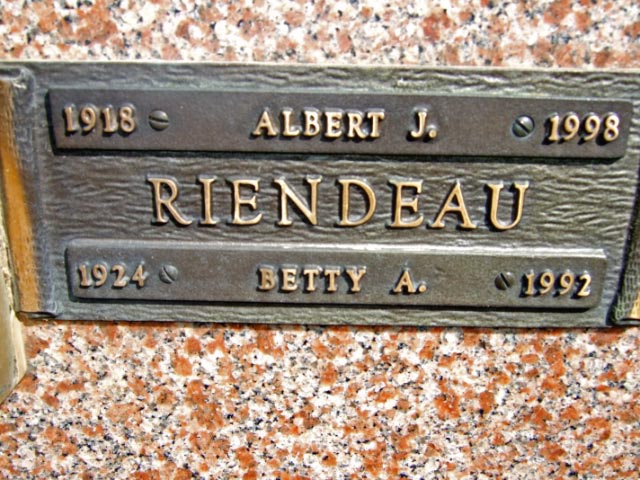 1918 ALBERT J. 1998
RIENDEAU
1924 BETTY A. 1992